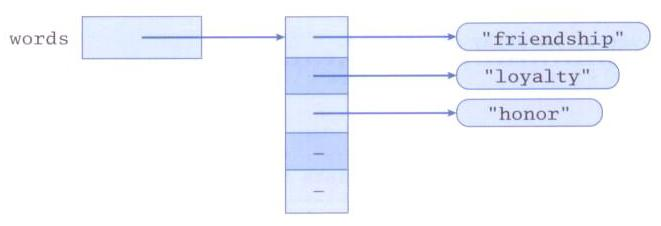 words
"friendship"
"loyalty"
"honor"
–
–